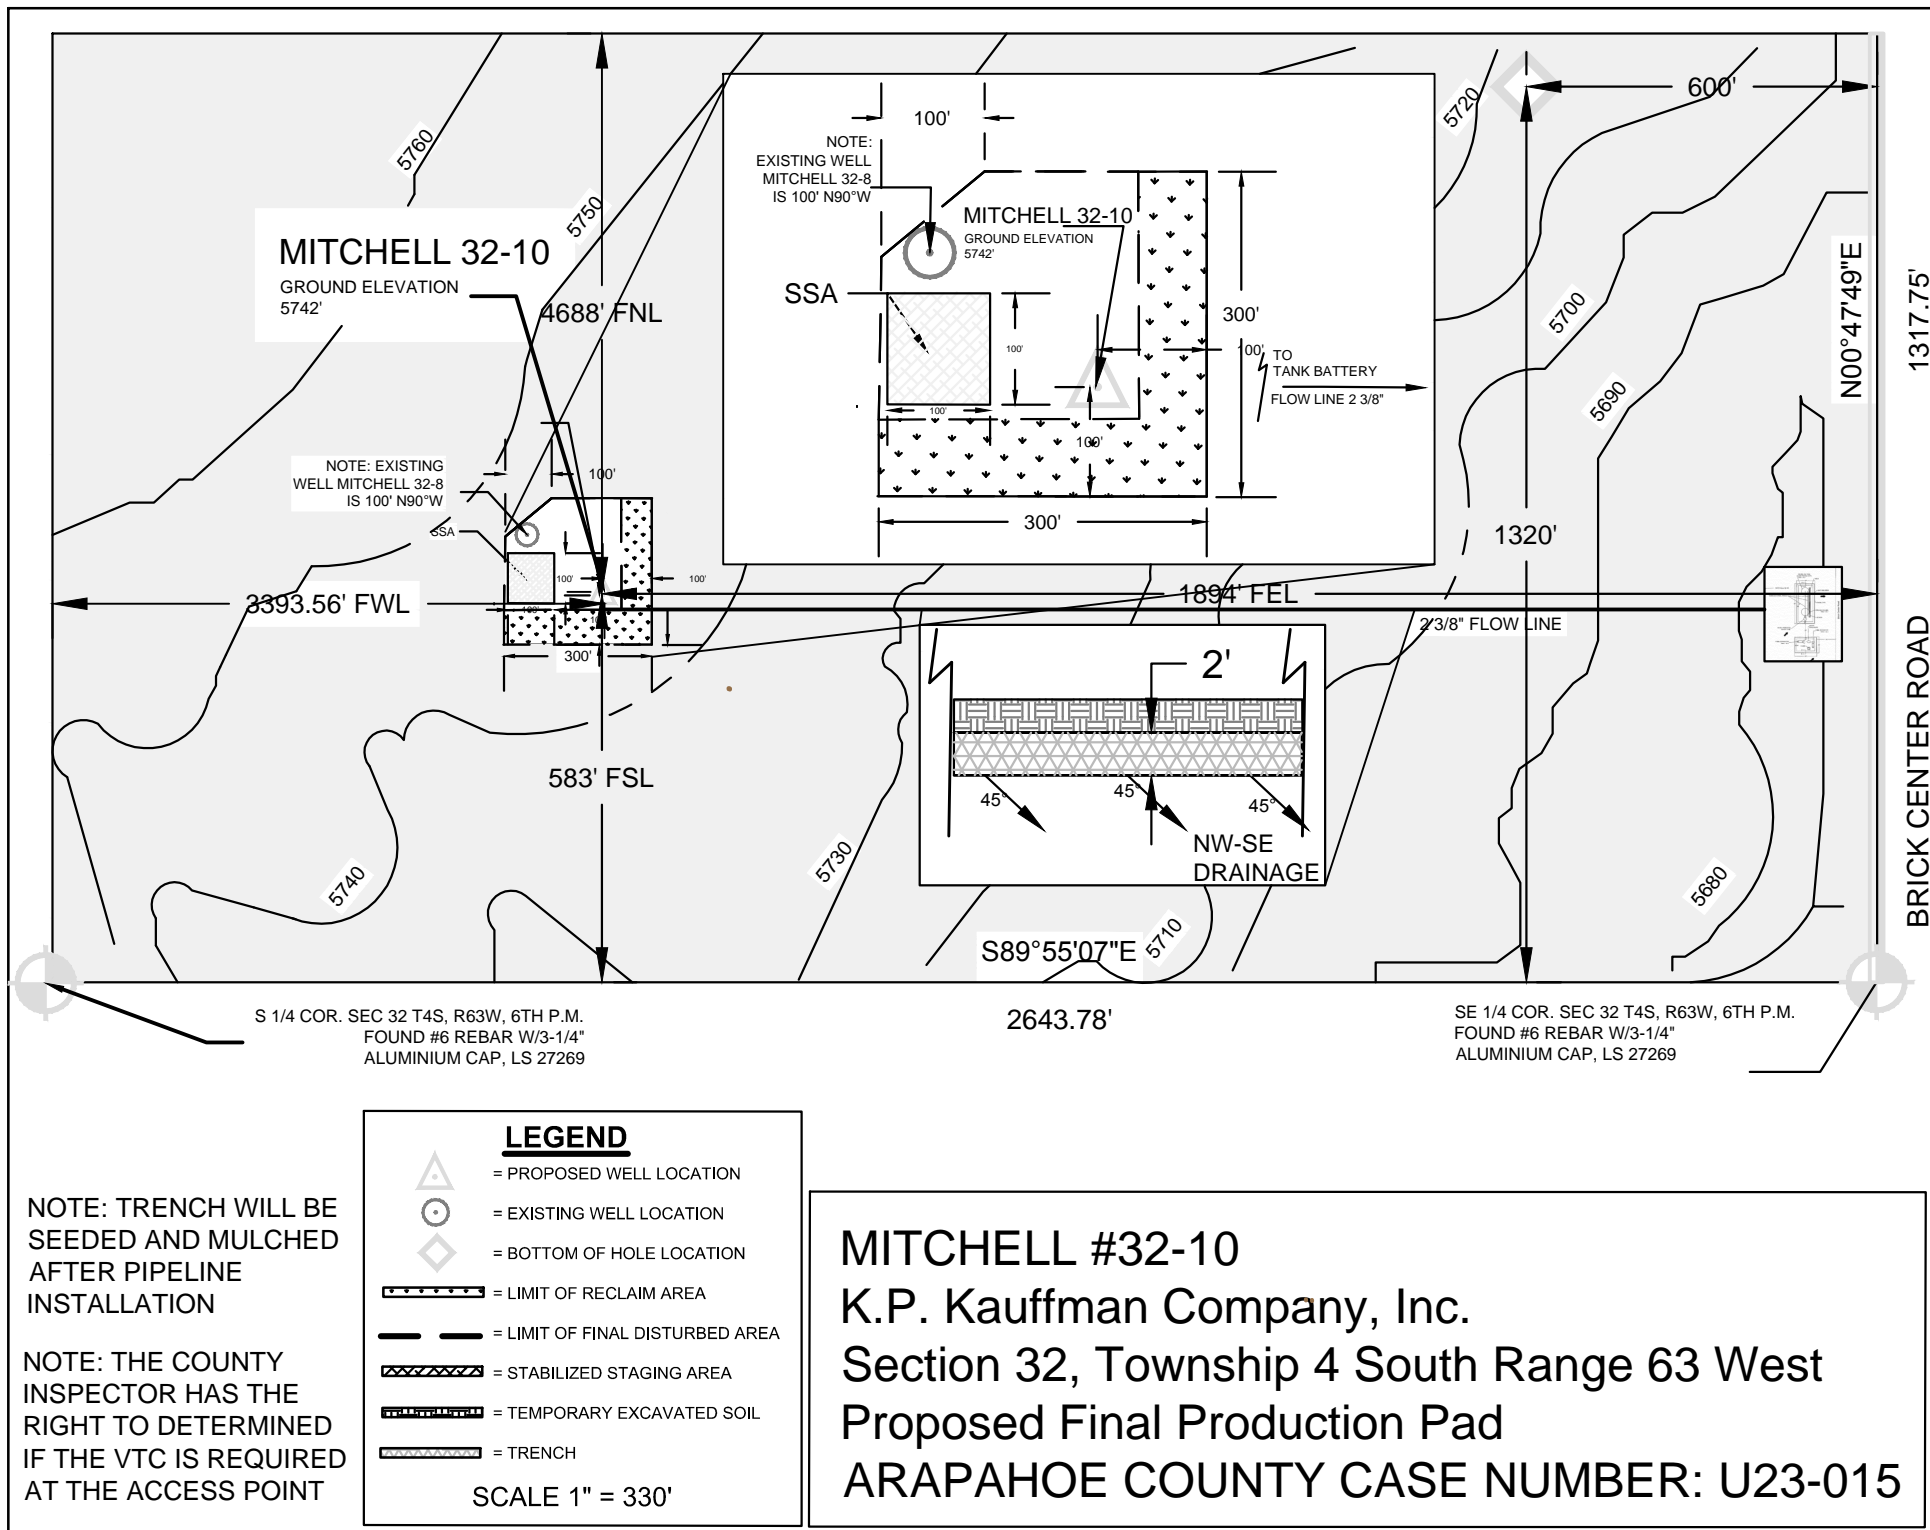 600'
5720
5760
100'
NOTE:
EXISTING WELL
MITCHELL 32-8
IS 100' N90°W
MITCHELL 32-10
GROUND ELEVATION
5742'
5750
MITCHELL 32-10
GROUND ELEVATION
5742'
SSA
4688' FNL
300'
100'
100'
TO
TANK BATTERY
FLOW LINE 2 3/8"
100'
100'
300'
5700
5690
N00°47'49"E
1317.75'
NOTE: EXISTING
WELL MITCHELL 32-8
IS 100' N90°W
100'
SSA
1320'
100'
100'
100'
3393.56' FWL
1894' FEL
2 3/8" FLOW LINE
300'
2'
45°
45°
45°
NW-SE
DRAINAGE
583' FSL
5740
5730
5710
5680
BRICK CENTER ROAD
S89°55'07"E
2643.78'
S 1/4 COR. SEC 32 T4S, R63W, 6TH P.M.
FOUND #6 REBAR W/3-1/4"
ALUMINIUM CAP, LS 27269
SE 1/4 COR. SEC 32 T4S, R63W, 6TH P.M.
FOUND #6 REBAR W/3-1/4"
ALUMINIUM CAP, LS 27269
NOTE: TRENCH WILL BE
SEEDED AND MULCHED
AFTER PIPELINE
INSTALLATION
NOTE: THE COUNTY
INSPECTOR HAS THE
RIGHT TO DETERMINED
IF THE VTC IS REQUIRED
AT THE ACCESS POINT
LEGEND
= PROPOSED WELL LOCATION
= EXISTING WELL LOCATION
= BOTTOM OF HOLE LOCATION
= LIMIT OF RECLAIM AREA
= LIMIT OF FINAL DISTURBED AREA
= STABILIZED STAGING AREA
= TEMPORARY EXCAVATED SOIL
= TRENCH
SCALE 1" = 330'
MITCHELL #32-10
K.P. Kauffman Company, Inc.
Section 32, Township 4 South Range 63 West
Proposed Final Production Pad
ARAPAHOE COUNTY CASE NUMBER: U23-015